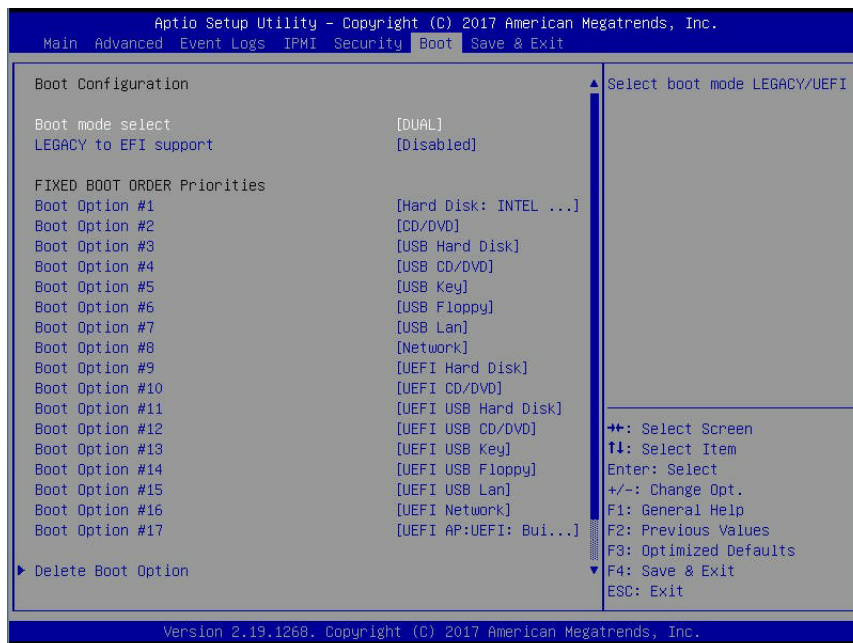 Aptio Setup Utility – Copyright (C) 2017 American Megatrends, Inc.
Main Advanced Event Logs IPMI Security Boot Save & Exit
Boot Configuration
Boot mode select [DUAL]
LEGACY to EFI support [Disabled]
FIXED BOOT ORDER Priorities
Boot Option #1 [Hard Disk: INTEL ...]
Boot Option #2 [CD/DVD]
Boot Option #3 [USB Hard Disk]
Boot Option #4 [USB CD/DVD]
Boot Option #5 [USB Key]
Boot Option #6 [USB Floppy]
Boot Option #7 [USB Lan]
Boot Option #8 [Network]
Boot Option #9 [UEFI Hard Disk]
Boot Option #10 [UEFI CD/DVD]
Boot Option #11 [UEFI USB Hard Disk]
Boot Option #12 [UEFI USB CD/DVD]
Boot Option #13 [UEFI USB Key]
Boot Option #14 [UEFI USB Floppy]
Boot Option #15 [UEFI USB Lan]
Boot Option #16 [UEFI Network]
Boot Option #17 [UEFI AP:UEFI: Bui...]
Delete Boot Option
Select boot mode LEGACY/UEFI
→←: Select Screen
↑↓: Select Item
Enter: Select
+/-: Change Opt.
F1: General Help
F2: Previous Values
F3: Optimized Defaults
F4: Save & Exit
ESC: Exit
Version 2.19.1268. Copyright (C) 2017 American Megatrends, Inc.